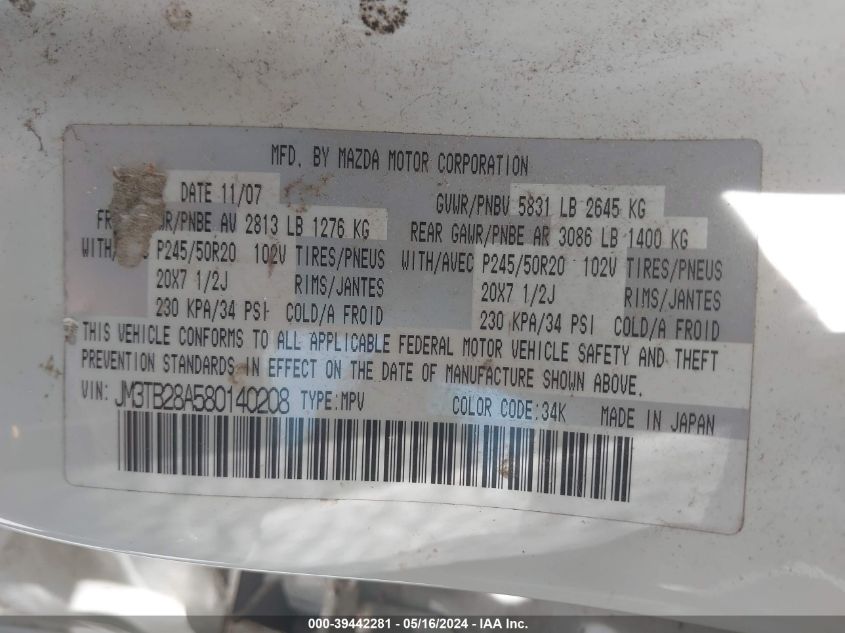 MFD. BY MAZDA MOTOR CORPORATION
DATE 11/07 GVWR/PNBV 5831 LB 2645 KG
FR WR/PNBE AV 2813 LB 1276 KG REAR GAWR/PNBE AR 3086 LB 1400 KG
WITH/ P245/50R20 102V TIRES/PNEUS WITH/AVEC P245/50R20 102V TIRES/PNEUS
20X7 1/2J RIMS/JANTES 20X7 1/2J RIMS/JANTES
230 KPA/34 PSI COLD/A FROID 230 KPA/34 PSI COLD/A FROID
THIS VEHICLE CONFORMS TO ALL APPLICABLE FEDERAL MOTOR VEHICLE SAFETY AND THEFT
PREVENTION STANDARDS IN EFFECT ON THE DATE OF MANUFACTURE SHOWN ABOVE.
VIN: JM3TB28A580140208 TYPE:MPV COLOR CODE:34K MADE IN JAPAN
000-39442281 - 05/16/2024 - IAA Inc.